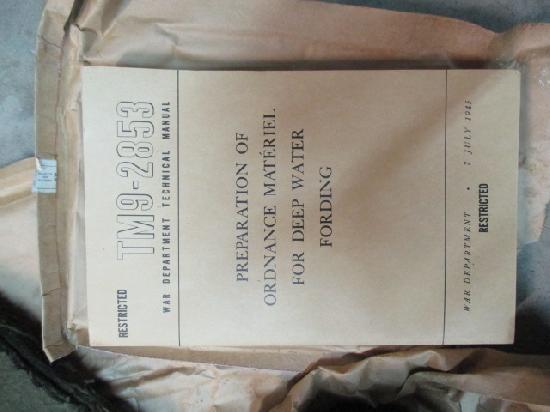 RESTRICTED
TM9-2853
WAR DEPARTMENT TECHNICAL MANUAL
PREPARATION OF
ORDNANCE MATÉRIEL
FOR DEEP WATER
FORDING
WAR DEPARTMENT • 7 JULY 1945
RESTRICTED